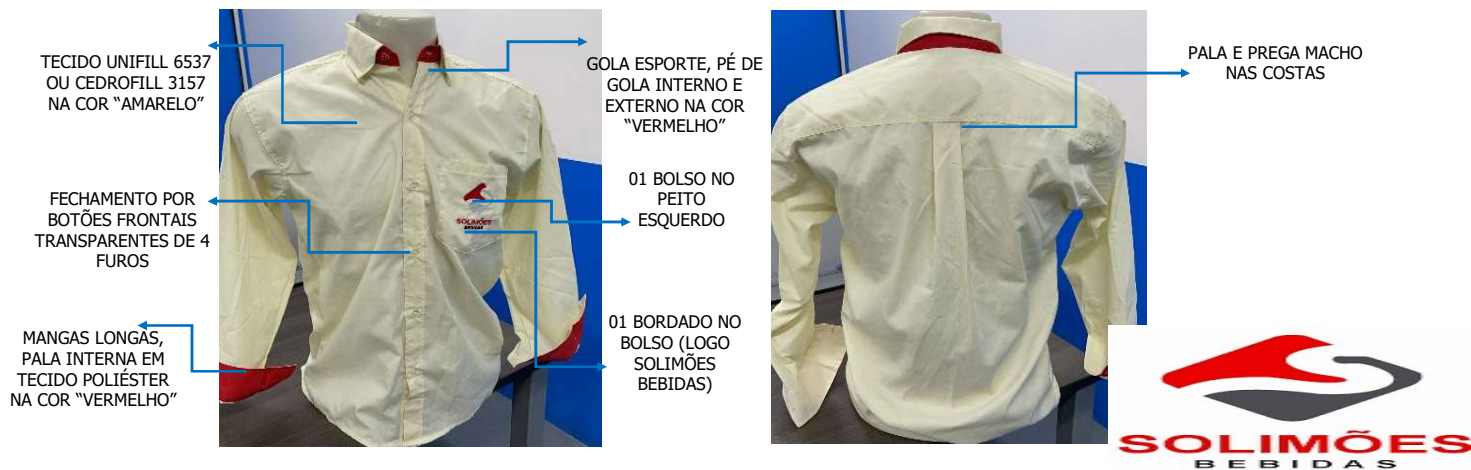 TECIDO UNIFILL 6537
OU CEDROFILL 3157
NA COR “AMARELO”
FECHAMENTO POR
BOTÕES FRONTAIS
TRANSPARENTES DE 4
FUROS
MANGAS LONGAS,
PALA INTERNA EM
TECIDO POLIÉSTER
NA COR “VERMELHO”
GOLA ESPORTE, PÉ DE
GOLA INTERNO E
EXTERNO NA COR
“VERMELHO”
01 BOLSO NO
PEITO
ESQUERDO
01 BORDADO NO
BOLSO (LOGO
SOLIMÕES
BEBIDAS)
SOLIMÕES
BEBIDAS
PALA E PREGA MACHO
NAS COSTAS
SOLIMÕES
BEBIDAS